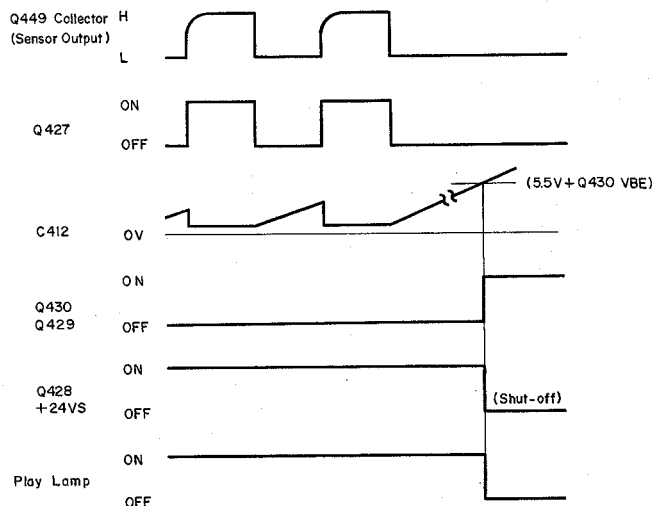 Q449 Collector H
(Sensor Output)
L
ON
Q427
OFF
(5.5V+Q430 VBE)
C412 OV
ON
Q430
Q429 OFF
ON
Q428
+24VS OFF (Shut-off)
ON
Play Lamp
OFF